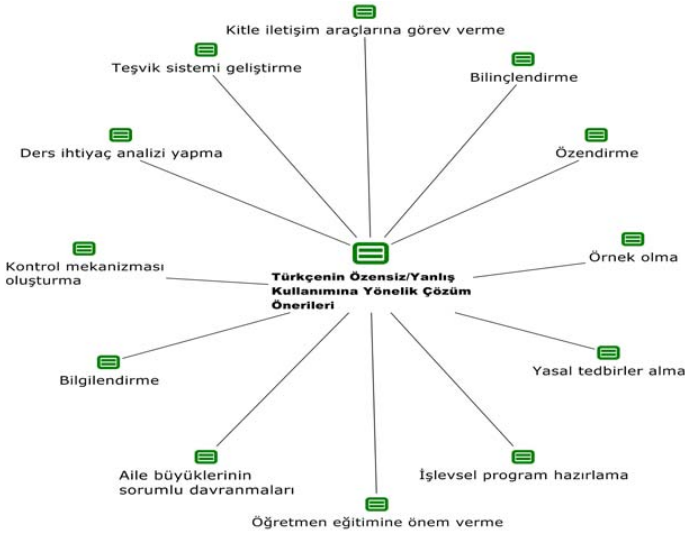 Kitle iletişim araçlarına görev verme
Teşvik sistemi geliştirme
Bilinçlendirme
Ders ihtiyaç analizi yapma
Özendirme
Kontrol mekanizması
oluşturma
Türkçenin Özensiz/Yanlış
Kullanımına Yönelik Çözüm
Önerileri
Örnek olma
Bilgilendirme
Yasal tedbirler alma
Aile büyüklerinin
sorumlu davranmaları
İşlevsel program hazırlama
Öğretmen eğitimine önem verme